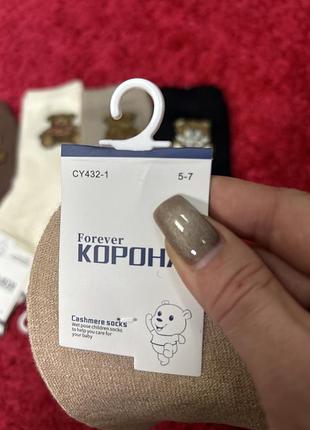 CY432-1 5-7
Forever
КОРОНА
Cashmere socks
Wet pose children socks
to help you care for
your baby